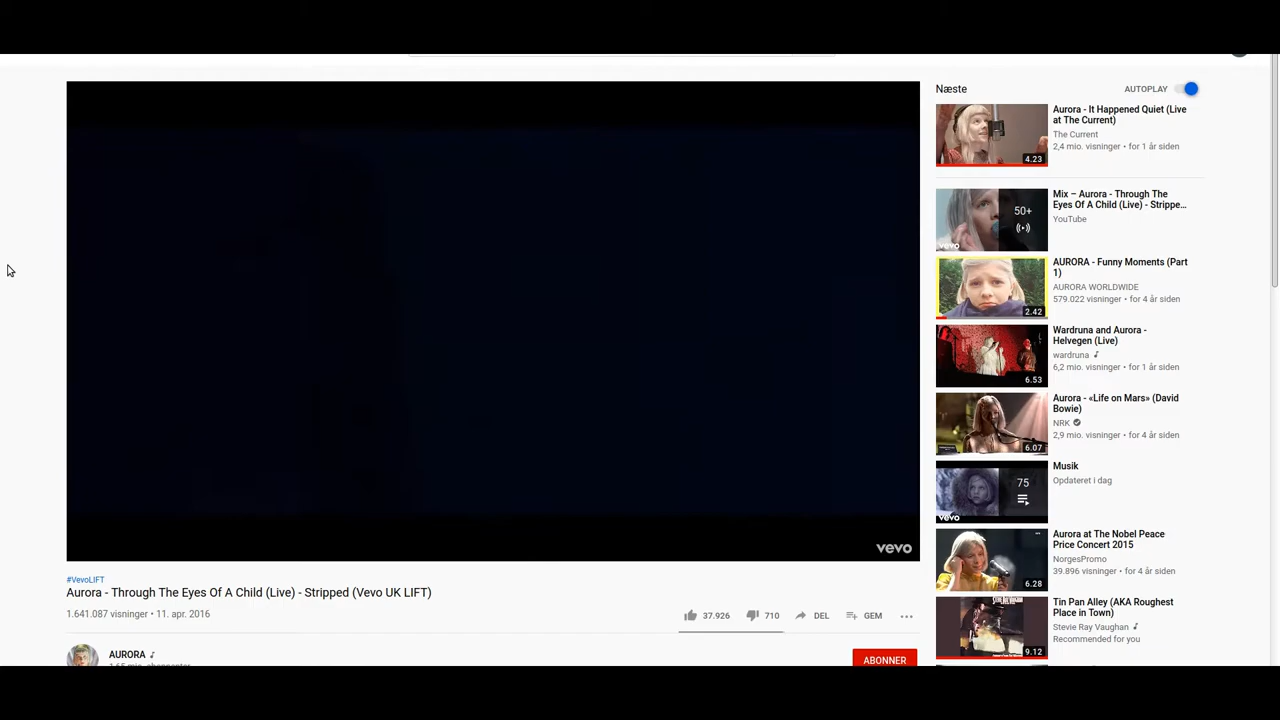 vevo
#VevoLIFT
Aurora - Through The Eyes Of A Child (Live) - Stripped (Vevo UK LIFT)
1.641.087 visninger • 11. apr. 2016
37.926 710 DEL GEM
AURORA
ABONNER
Næste AUTOPLAY
4.23
Aurora - It Happened Quiet (Live
at The Current)
The Current
2,4 mio. visninger • for 1 år siden
50+
vevo
Mix – Aurora - Through The
Eyes Of A Child (Live) - Strippe...
YouTube
2.42
AURORA - Funny Moments (Part
1)
AURORA WORLDWIDE
579.022 visninger • for 4 år siden
6.53
Wardruna and Aurora -
Helvegen (Live)
wardruna
6,2 mio. visninger • for 1 år siden
6.07
Aurora - «Life on Mars» (David
Bowie)
NRK
2,9 mio. visninger • for 4 år siden
75
vevo
Musik
Opdateret i dag
6.28
Aurora at The Nobel Peace
Price Concert 2015
NorgesPromo
39.896 visninger • for 4 år siden
9.12
Tin Pan Alley (AKA Roughest
Place in Town)
Stevie Ray Vaughan
Recommended for you